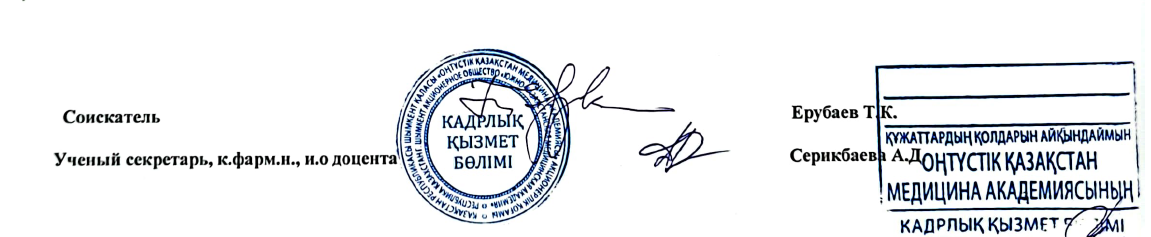 Соискатель
Ерубаев Т.К.
Ученый секретарь, к.фарм.н., и.о доцента
Серикбаева А.Д
КАДРЛЫҚ
ҚЫЗМЕТ
БӨЛІМІ
ҚҰЖАТТАРДЫҢ ҚОЛДАРЫН АЙҚЫНДАЙМЫН
ОҢТҮСТІК ҚАЗАҚСТАН
МЕДИЦИНА АКАДЕМИЯСЫНЫҢ
КАДРЛЫҚ ҚЫЗМЕТ